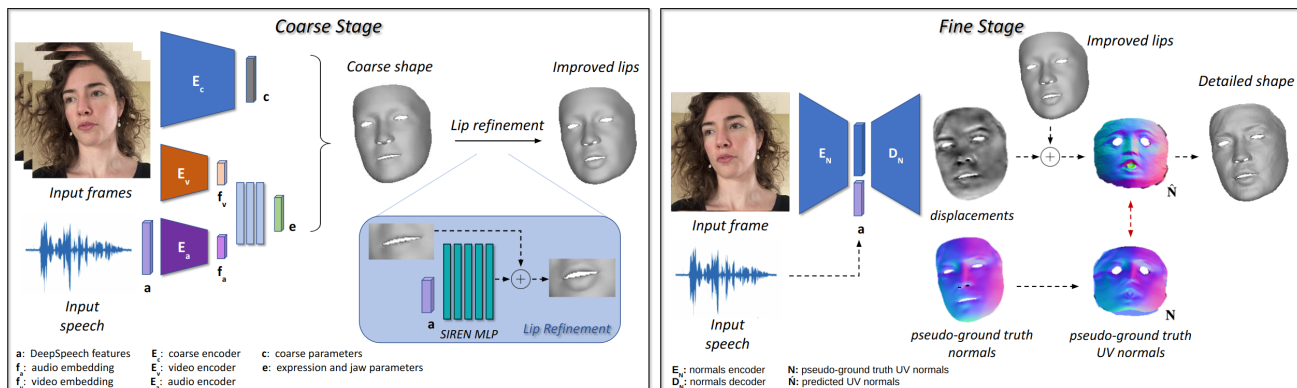 Coarse Stage
E_c
c
Coarse shape
Improved lips
Lip refinement
Input frames
E_v
f_v
e
E_a
f_a
a
Input
speech
a
SIREN MLP
Lip Refinement
a: DeepSpeech features
E_c: coarse encoder
c: coarse parameters
f_a: audio embedding
E_v: video encoder
e: expression and jaw parameters
f_v: video embedding
E_a: audio encoder
Fine Stage
Improved lips
Detailed shape
E_N
D_N
N̂
a
Input frame
displacements
Input
speech
pseudo-ground truth
normals
N
pseudo-ground truth
UV normals
E_N: normals encoder
N: pseudo-ground truth UV normals
D_N: normals decoder
N̂: predicted UV normals